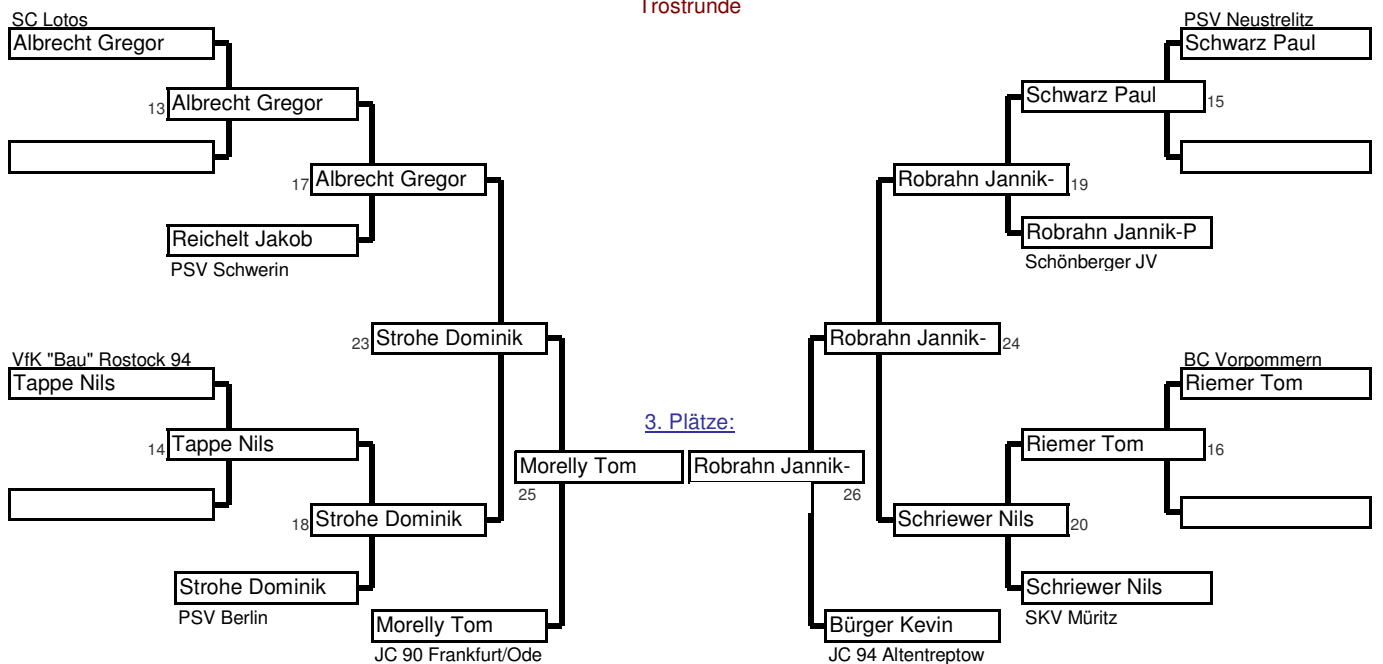 Trostrunde
SC Lotos
Albrecht Gregor
13 Albrecht Gregor
17 Albrecht Gregor
Reichelt Jakob
PSV Schwerin
23 Strohe Dominik
VfK "Bau" Rostock 94
Tappe Nils
14 Tappe Nils
18 Strohe Dominik
Strohe Dominik
PSV Berlin
Morelly Tom
25
Morelly Tom
JC 90 Frankfurt/Ode
3. Plätze:
PSV Neustrelitz
Schwarz Paul
Schwarz Paul 15
Robrahn Jannik- 19
Robrahn Jannik-P
Schönberger JV
Robrahn Jannik- 24
BC Vorpommern
Riemer Tom
Riemer Tom 16
Robrahn Jannik-
26
Schriewer Nils 20
Schriewer Nils
SKV Müritz
Bürger Kevin
JC 94 Altentreptow